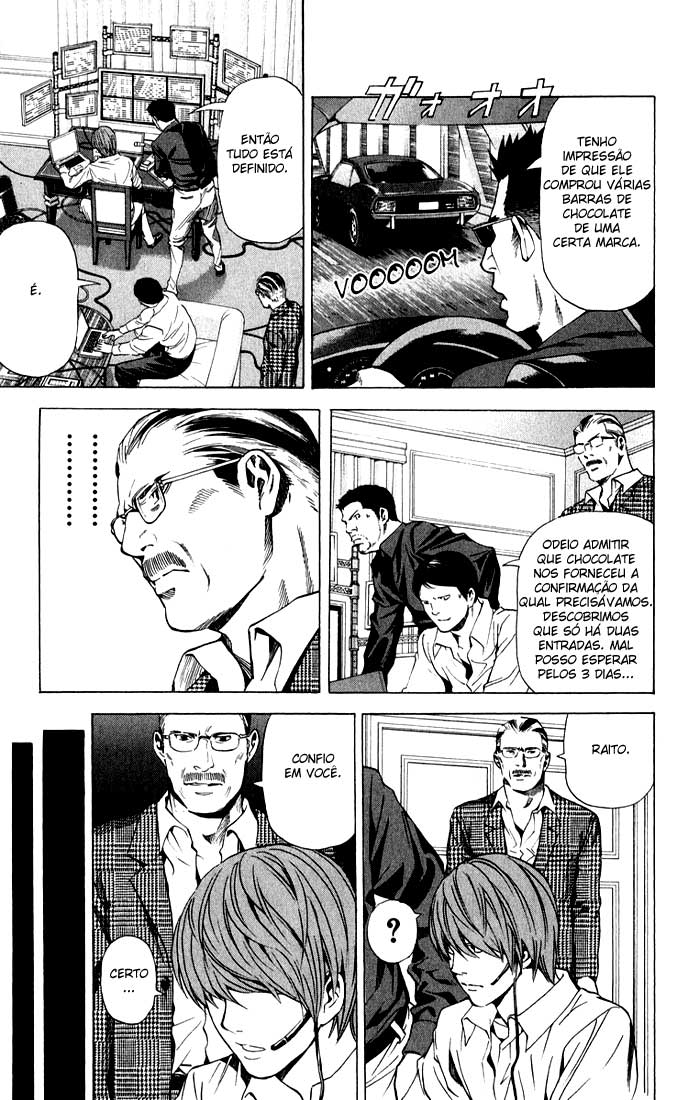 ガォォォ
TENHO
IMPRESSÃO
DE QUE ELE
COMPROU VÁRIAS
BARRAS DE
CHOCOLATE
DE UMA
CERTA MARCA.
VOOOOOM
ENTÃO
TUDO ESTÁ
DEFINIDO.
É.
ODEIO ADMITIR
QUE CHOCOLATE
NOS FORNECEU A
CONFIRMAÇÃO DA
QUAL PRECISÁVAMOS.
DESCOBRIMOS
QUE SÓ HÁ DUAS
ENTRADAS. MAL
POSSO ESPERAR
PELOS 3 DIAS...
RAITO.
?
CONFIO
EM VOCÊ.
CERTO
...